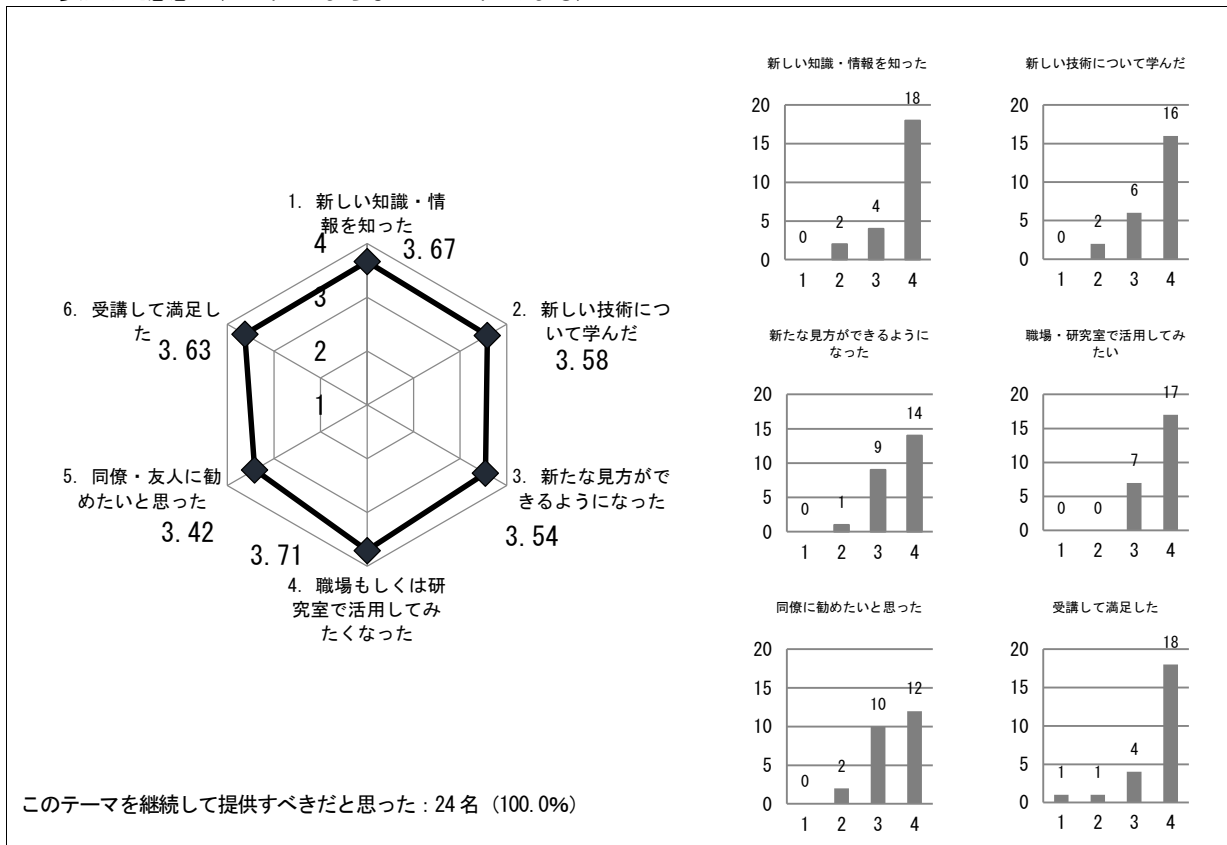 1. 新しい知識・情
報を知った
3.67
4
3
2
1
2. 新しい技術につ
いて学んだ
3.58
3. 新たな見方がで
きるようになった
3.54
4. 職場もしくは研
究室で活用してみ
たくなった
3.71
5. 同僚・友人に勧
めたいと思った
3.42
6. 受講して満足し
た
3.63
このテーマを継続して提供すべきだと思った：24名（100.0%）
新しい知識・情報を知った
20
15
10
5
0
0
2
4
18
1 2 3 4
新しい技術について学んだ
20
15
10
5
0
0
2
6
16
1 2 3 4
新たな見方ができるように
なった
20
15
10
5
0
0
1
9
14
1 2 3 4
職場・研究室で活用してみ
たい
20
15
10
5
0
0
0
7
17
1 2 3 4
同僚に勧めたいと思った
20
15
10
5
0
0
2
10
12
1 2 3 4
受講して満足した
20
15
10
5
0
1
1
4
18
1 2 3 4